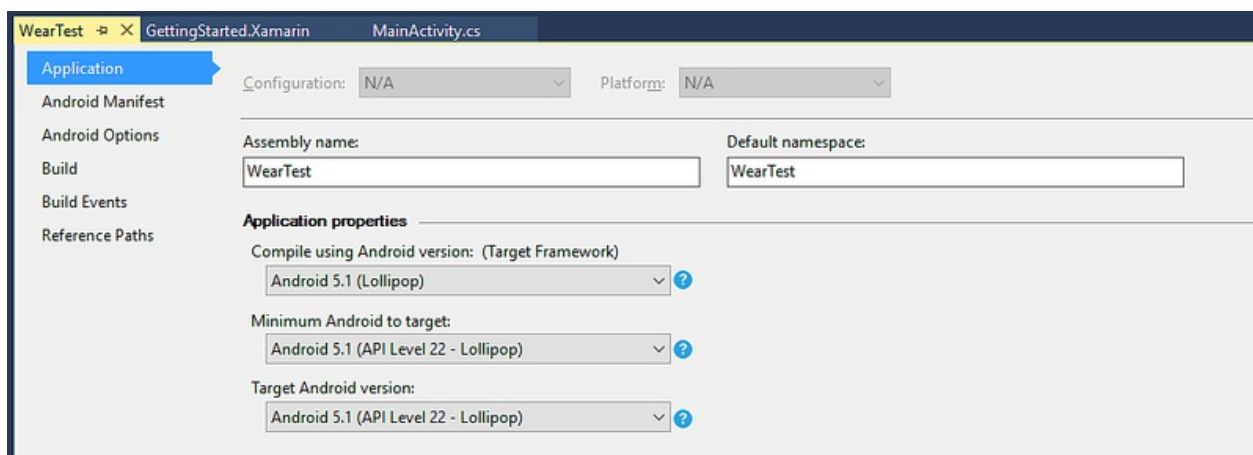 WearTest GettingStarted.Xamarin MainActivity.cs
Application
Configuration: N/A Platform: N/A
Android Manifest
Android Options
Assembly name: Default namespace:
Build
WearTest WearTest
Build Events
Application properties
Reference Paths
Compile using Android version: (Target Framework)
Android 5.1 (Lollipop) ?
Minimum Android to target:
Android 5.1 (API Level 22 - Lollipop) ?
Target Android version:
Android 5.1 (API Level 22 - Lollipop) ?